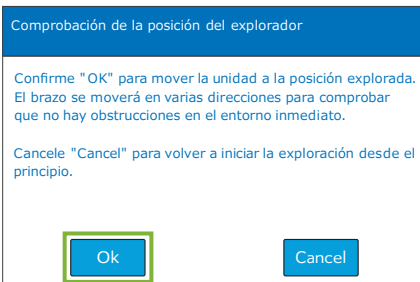 Comprobación de la posición del explorador
Confirme "OK" para mover la unidad a la posición explorada.
El brazo se moverá en varias direcciones para comprobar
que no hay obstrucciones en el entorno inmediato.
Cancele "Cancel" para volver a iniciar la exploración desde el
principio.
Ok
Cancel